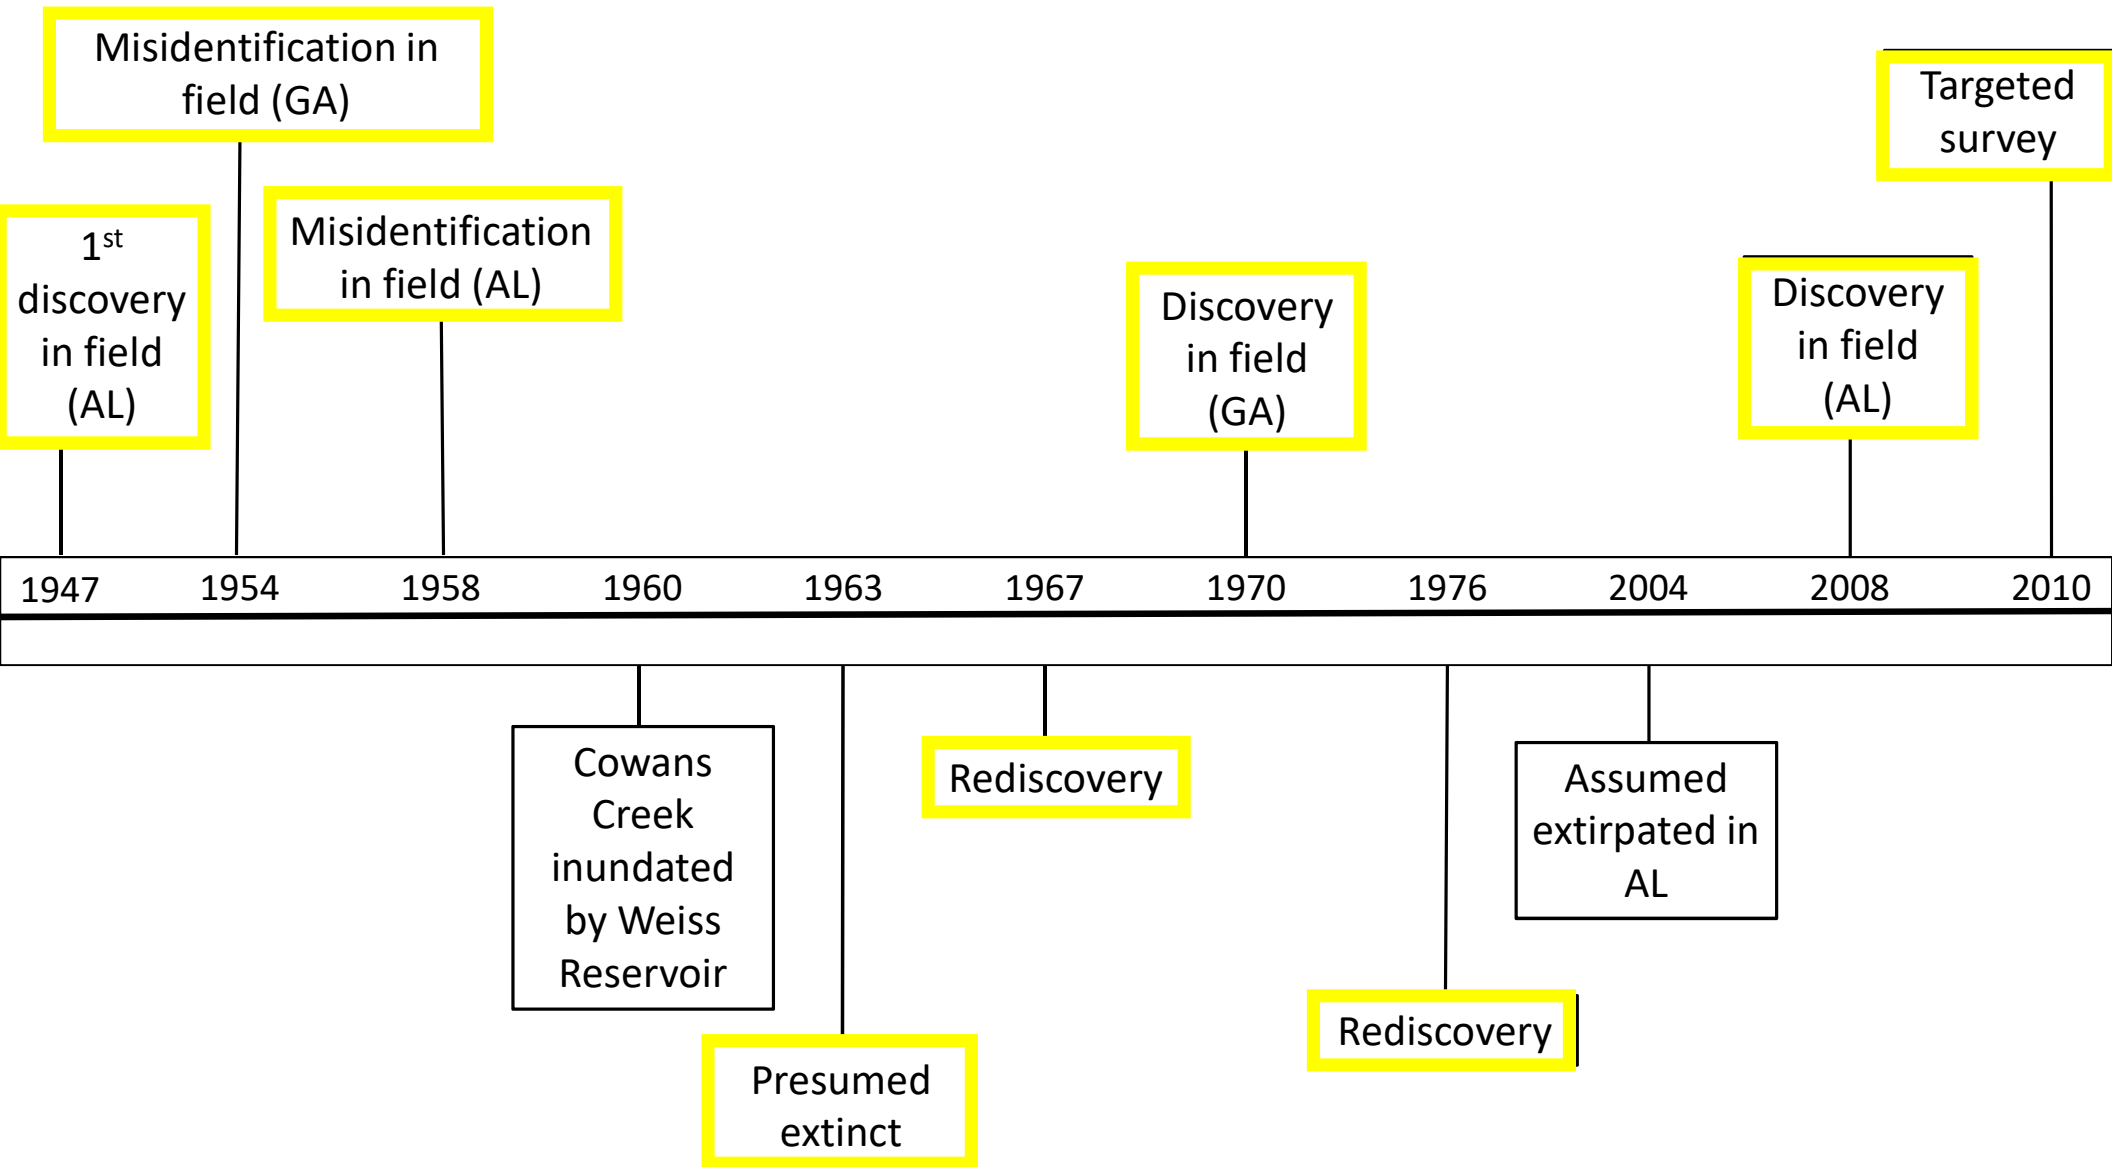 Misidentification in
field (GA)
Targeted
survey
1st
discovery
in field
(AL)
Misidentification
in field (AL)
Discovery
in field
(GA)
Discovery
in field
(AL)
1947 1954 1958 1960 1963 1967 1970 1976 2004 2008 2010
Cowans
Creek
inundated
by Weiss
Reservoir
Rediscovery
Assumed
extirpated in
AL
Presumed
extinct
Rediscovery